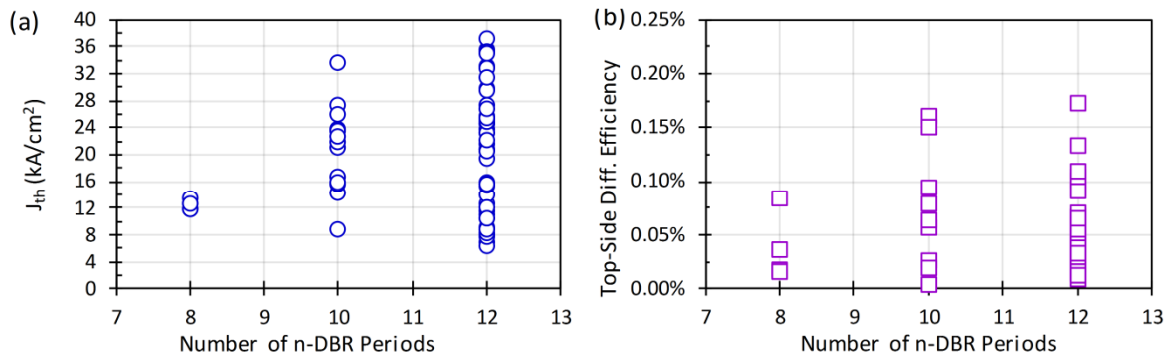 (a)
J_th (kA/cm²)
40
36
32
28
24
20
16
12
8
4
0
7 8 9 10 11 12 13
Number of n-DBR Periods
(b)
Top-Side Diff. Efficiency
0.25%
0.20%
0.15%
0.10%
0.05%
0.00%
7 8 9 10 11 12 13
Number of n-DBR Periods